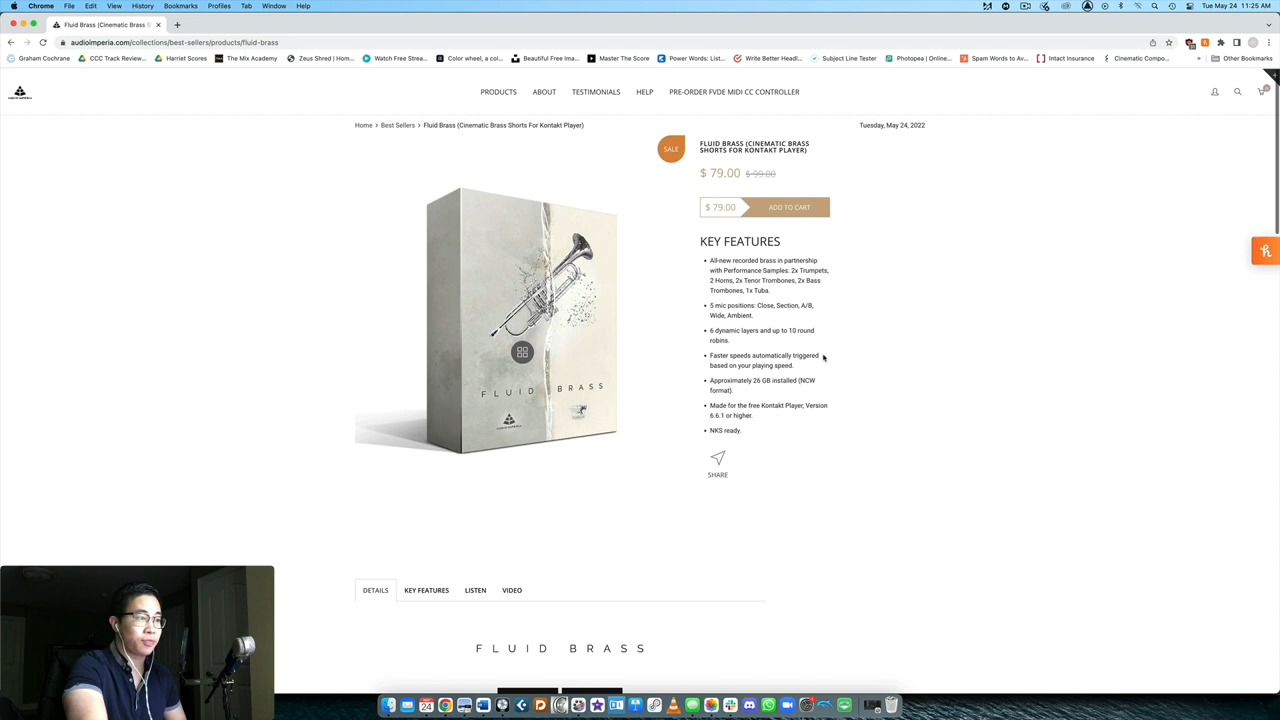 Chrome File Edit View History Bookmarks Profiles Tab Window Help Tue May 24 11:25 AM
Fluid Brass (Cinematic Brass S
audioimperia.com/collections/best-sellers/products/fluid-brass
Graham Cochrane CCC Track Review... Harriet Scores The Mix Academy Zeus Shred | Hom... Watch Free Strea... Color wheel, a col... Beautiful Free Ima... Master The Score Power Words: List... Write Better Headl... Subject Line Tester Photopea | Online... Spam Words to Av... Intact Insurance Cinematic Compo... » Other Bookmarks
PRODUCTS ABOUT TESTIMONIALS HELP PRE-ORDER FVDE MIDI CC CONTROLLER
Home > Best Sellers > Fluid Brass (Cinematic Brass Shorts For Kontakt Player) Tuesday, May 24, 2022
SALE
FLUID BRASS (CINEMATIC BRASS
SHORTS FOR KONTAKT PLAYER)
$ 79.00 $ 99.00
$ 79.00 ADD TO CART
KEY FEATURES
All-new recorded brass in partnership
with Performance Samples: 2x Trumpets,
2 Horns, 2x Tenor Trombones, 2x Bass
Trombones, 1x Tuba.
5 mic positions: Close, Section, A/B,
Wide, Ambient.
6 dynamic layers and up to 10 round
robins.
Faster speeds automatically triggered
based on your playing speed.
Approximately 26 GB installed (NCW
format).
Made for the free Kontakt Player, Version
6.6.1 or higher.
NKS ready.
SHARE
FLUID BRASS
DETAILS KEY FEATURES LISTEN VIDEO
FLUID BRASS